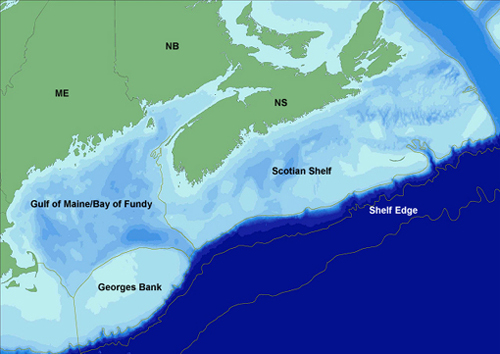 NB
ME
NS
Scotian Shelf
Gulf of Maine/Bay of Fundy
Shelf Edge
Georges Bank